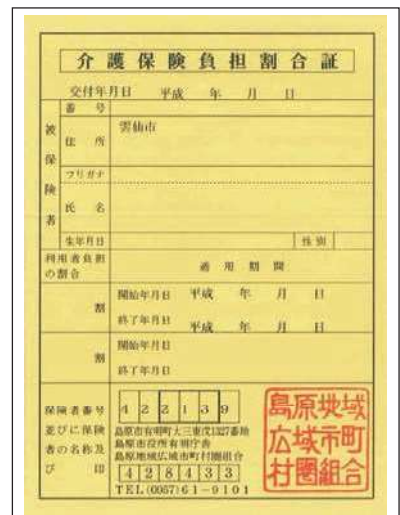 介護保険負担割合証
交付年月日 平成 年 月 日
被保険者
番号
住所 雲仙市
フリガナ
氏名
生年月日 性別
利用者負担の割合 適用期間
割 開始年月日 平成 年 月 日
終了年月日 平成 年 月 日
割 開始年月日
終了年月日
保険者番号並びに保険者の名称及び印
4 2 2 1 3 9
島原市有明町大三東戊1327番地
島原市役所有明庁舎
島原地域広域市町村圏組合
4 2 8 4 3 3
TEL(0957)61-9101
島原地域
広域市町
村圏組合